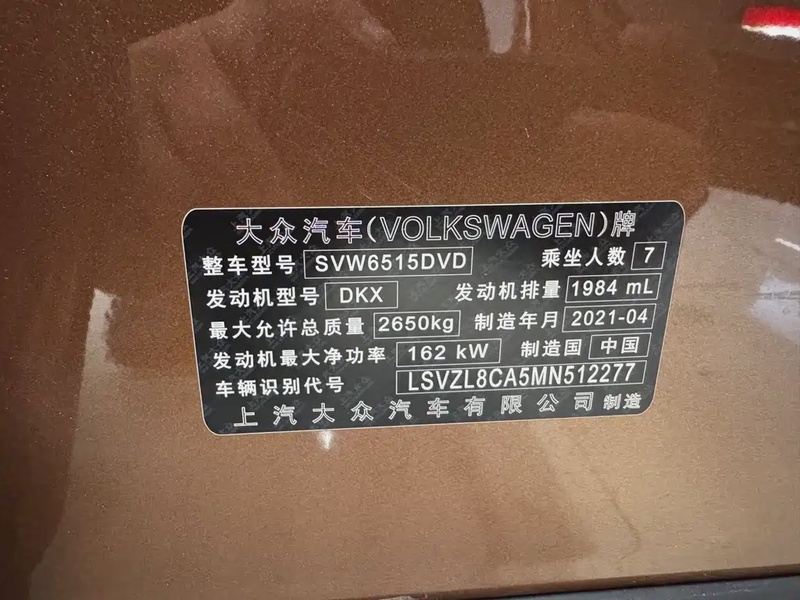 大众汽车(VOLKSWAGEN)牌
整车型号 SVW6515DVD 乘坐人数 7
发动机型号 DKX 发动机排量 1984 mL
最大允许总质量 2650kg 制造年月 2021-04
发动机最大净功率 162 kW 制造国 中国
车辆识别代号 LSVZL8CA5MN512277
上汽大众汽车有限公司制造